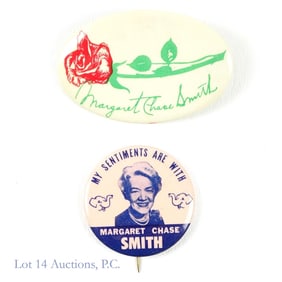 Margaret Chase Smith
MY SENTIMENTS ARE WITH
MARGARET CHASE
SMITH
Lot 14 Auctions, P.C.